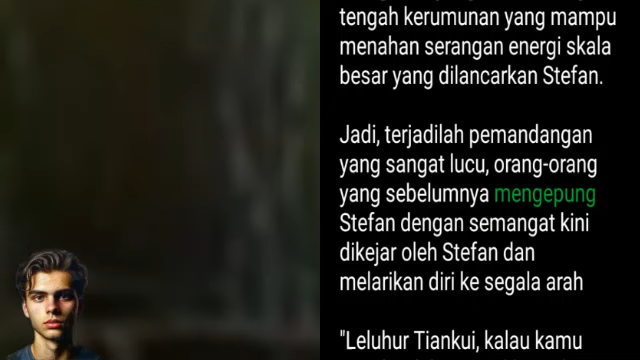 tengah kerumunan yang mampu
menahan serangan energi skala
besar yang dilancarkan Stefan.
Jadi, terjadilah pemandangan
yang sangat lucu, orang-orang
yang sebelumnya mengepung
Stefan dengan semangat kini
dikejar oleh Stefan dan
melarikan diri ke segala arah
"Leluhur Tiankui, kalau kamu